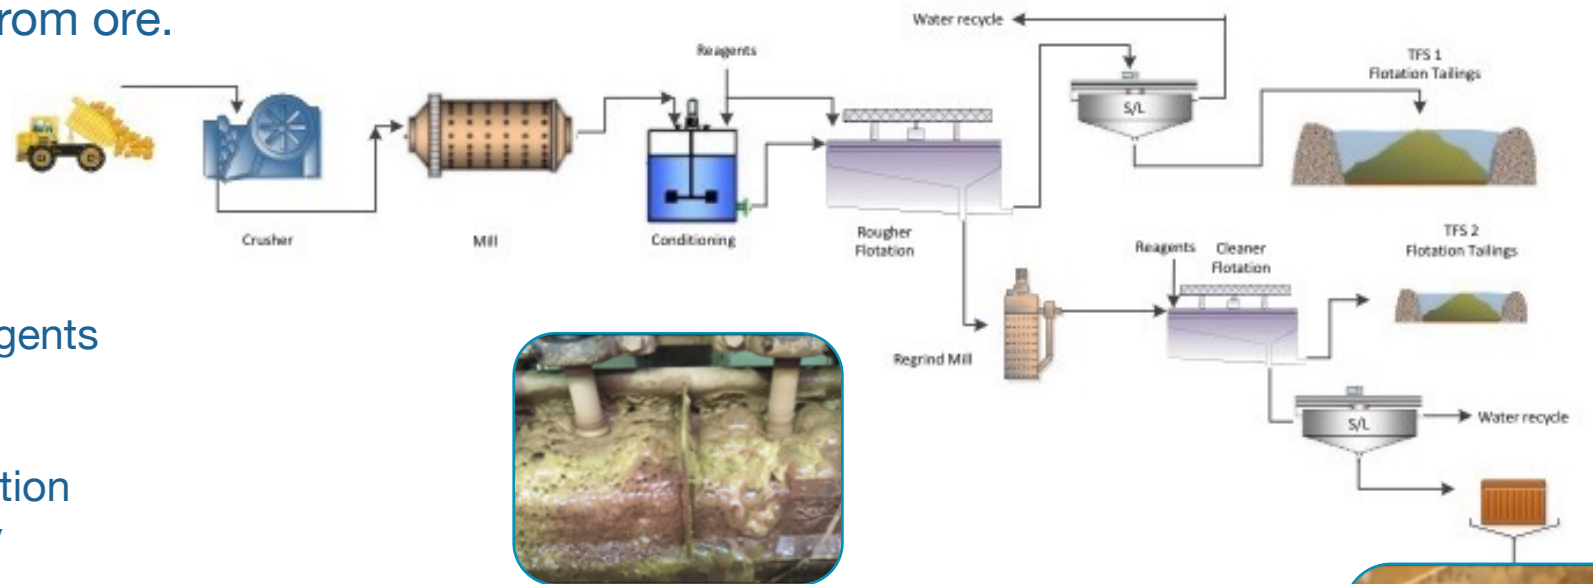 rom ore.
Water recycle
Reagents
TFS 1
Flotation Tailings
S/L
Crusher
Mill
Conditioning
Rougher
Flotation
TFS 2
Flotation Tailings
Reagents
Cleaner
Flotation
gents
Regrind Mill
S/L
Water recycle
tion